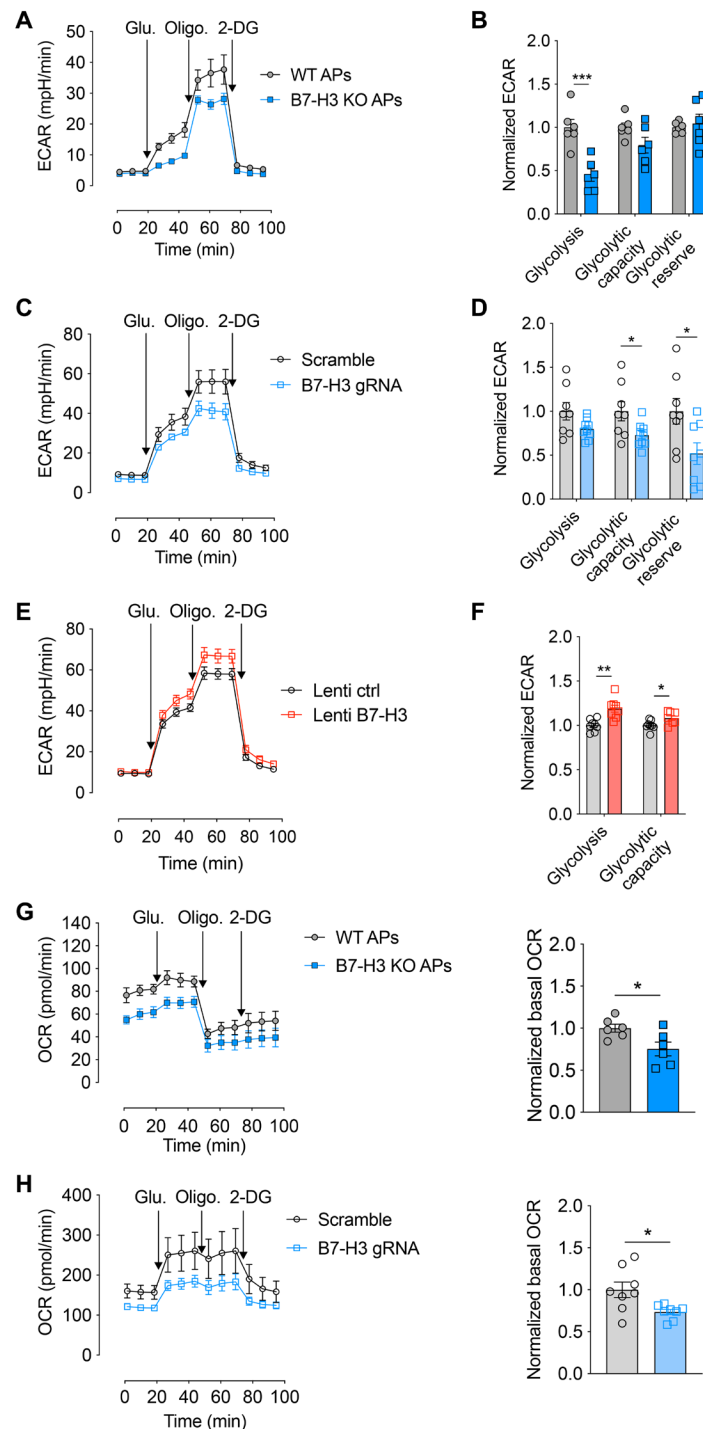 A
Glu. Oligo. 2-DG
50
40
30
20
10
0
ECAR (mpH/min)
0 20 40 60 80 100
Time (min)
WT APs
B7-H3 KO APs
B
***
2.0
1.5
1.0
0.5
0.0
Normalized ECAR
Glycolysis
Glycolytic
capacity
Glycolytic
reserve
C
Glu. Oligo. 2-DG
80
60
40
20
0
ECAR (mpH/min)
0 20 40 60 80 100
Time (min)
Scramble
B7-H3 gRNA
D
* *
2.0
1.5
1.0
0.5
0.0
Normalized ECAR
Glycolysis
Glycolytic
capacity
Glycolytic
reserve
E
Glu. Oligo. 2-DG
80
60
40
20
0
ECAR (mpH/min)
0 20 40 60 80 100
Time (min)
Lenti ctrl
Lenti B7-H3
F
** *
2.0
1.5
1.0
0.5
0.0
Normalized ECAR
Glycolysis
Glycolytic
capacity
G
Glu. Oligo. 2-DG
140
120
100
80
60
40
20
0
OCR (pmol/min)
0 20 40 60 80 100
Time (min)
WT APs
B7-H3 KO APs
*
2.0
1.5
1.0
0.5
0.0
Normalized basal OCR
H
Glu. Oligo. 2-DG
400
300
200
100
0
OCR (pmol/min)
0 20 40 60 80 100
Time (min)
Scramble
B7-H3 gRNA
*
2.0
1.5
1.0
0.5
0.0
Normalized basal OCR